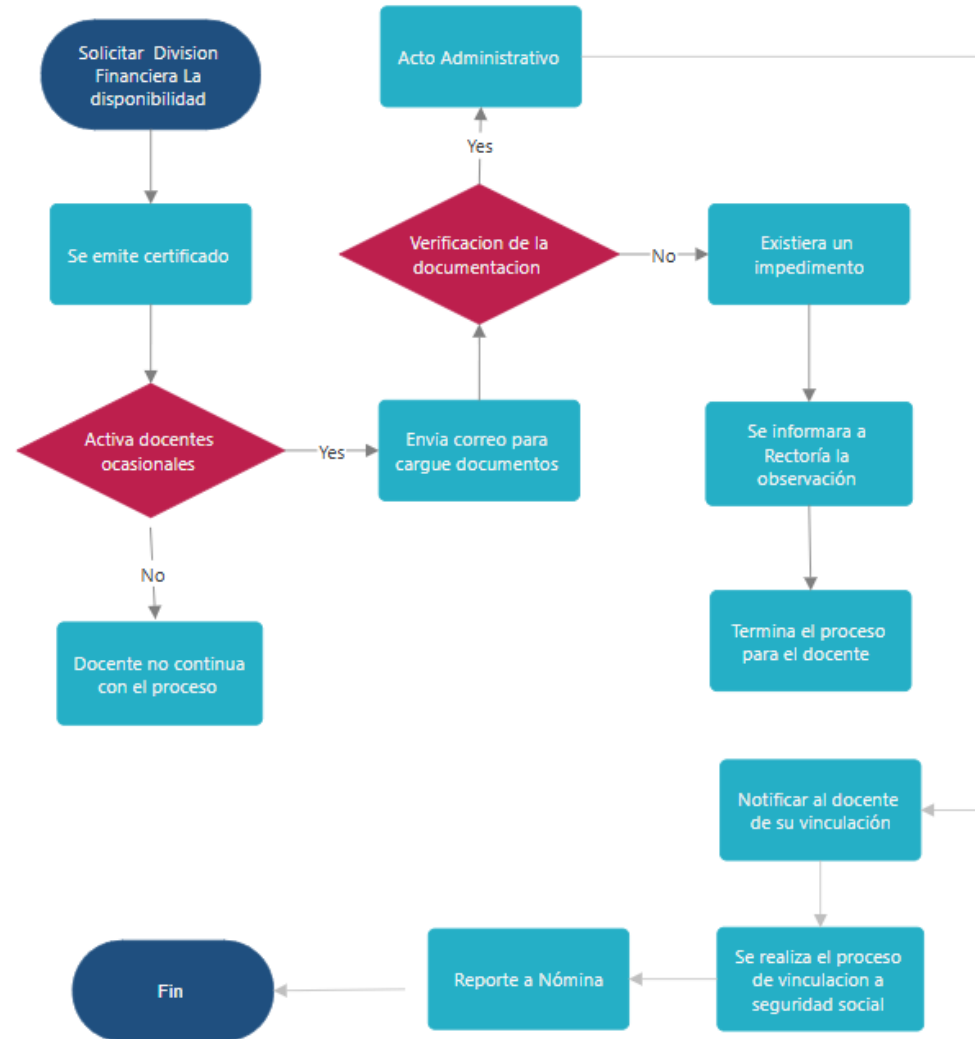 Solicitar Division
Financiera La
disponibilidad
Se emite certificado
Activa docentes
ocasionales
No
Docente no continua
con el proceso
Yes
Envia correo para
cargue documentos
Verificacion de la
documentacion
Yes
Acto Administrativo
No
Existiera un
impedimento
Se informara a
Rectoría la
observación
Termina el proceso
para el docente
Notificar al docente
de su vinculación
Se realiza el proceso
de vinculacion a
seguridad social
Reporte a Nómina
Fin